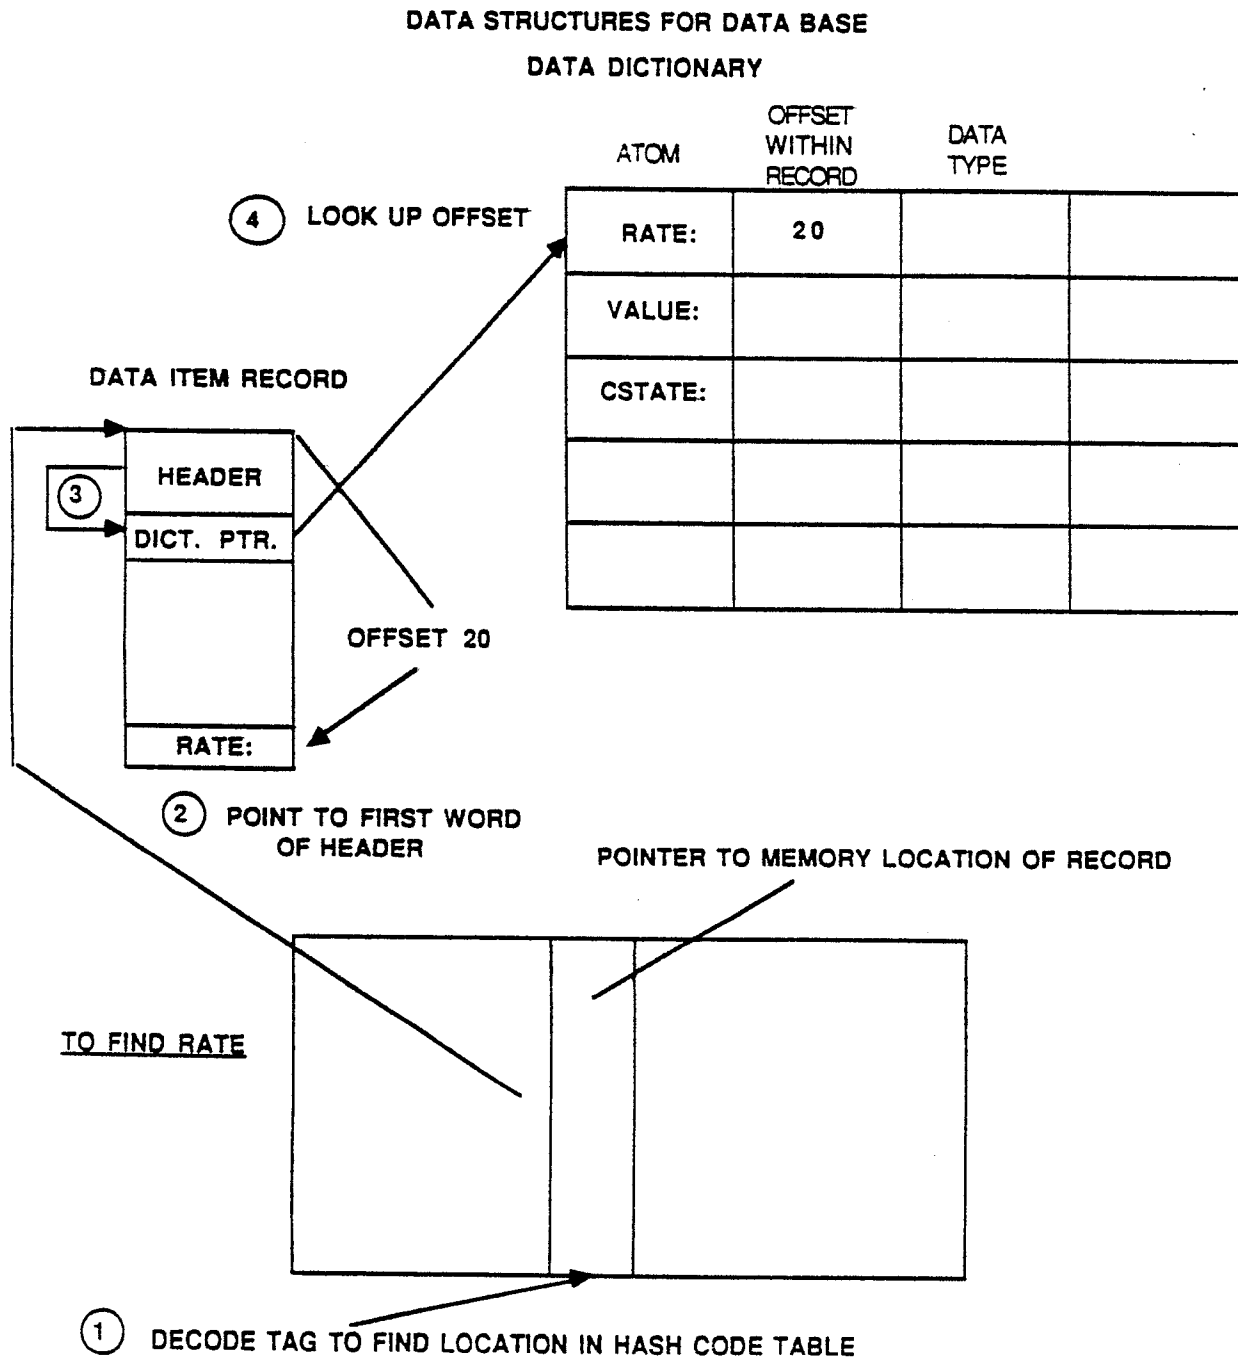 DATA STRUCTURES FOR DATA BASE
DATA DICTIONARY
ATOM
OFFSET
WITHIN
RECORD
DATA
TYPE
4 LOOK UP OFFSET
RATE: 20
VALUE:
CSTATE:
DATA ITEM RECORD
HEADER
3
DICT. PTR.
OFFSET 20
RATE:
2 POINT TO FIRST WORD
OF HEADER
POINTER TO MEMORY LOCATION OF RECORD
TO FIND RATE
1 DECODE TAG TO FIND LOCATION IN HASH CODE TABLE